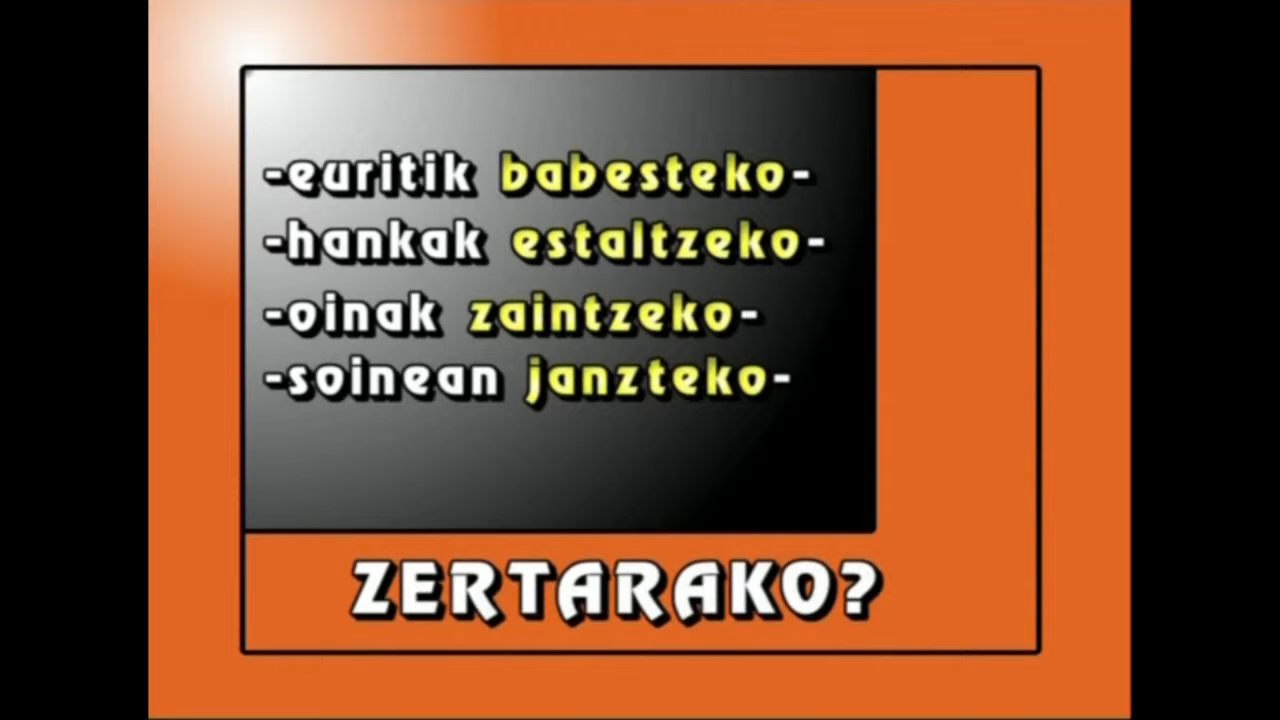 -euritik babesteko-
-hankak estaltzeko-
-oinak zaintzeko-
-soinean janzteko-
ZERTARAKO?